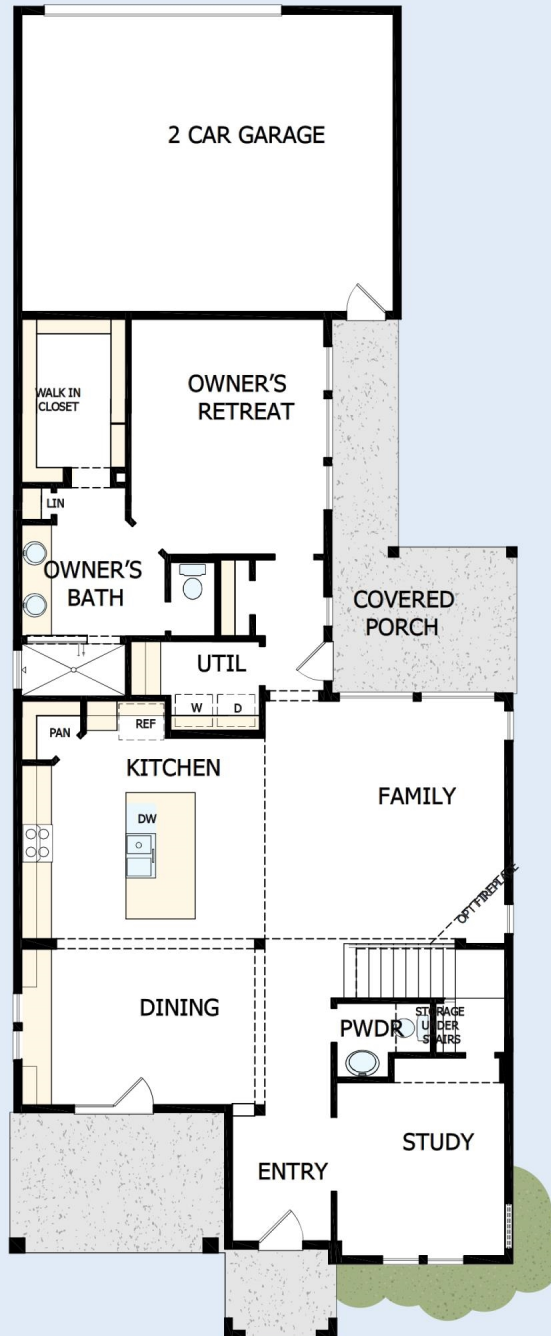 2 CAR GARAGE
OWNER'S
RETREAT
WALK IN
CLOSET
LIN
OWNER'S
BATH
COVERED
PORCH
UTIL
W
D
PAN
REF
KITCHEN
FAMILY
DW
OPT FIREPLACE
DINING
PWDR
STORAGE
UNDER
STAIRS
STUDY
ENTRY